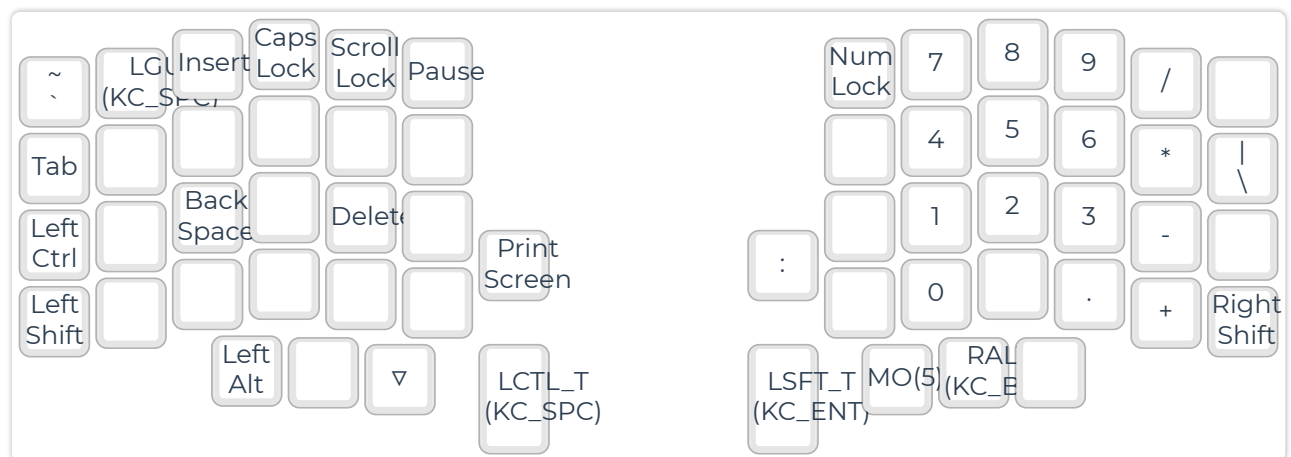 ~
`
LGU
(KC_SPC)
Insert
Caps
Lock
Scroll
Lock
Pause
Num
Lock
7
8
9
/
Tab
4
5
6
*
|
\
Left
Ctrl
Back
Space
Delete
Print
Screen
:
1
2
3
-
Left
Shift
0
.
+
Right
Shift
Left
Alt
▽
LCTL_T
(KC_SPC)
LSFT_T
(KC_ENT)
MO(5)
RAL
(KC_B